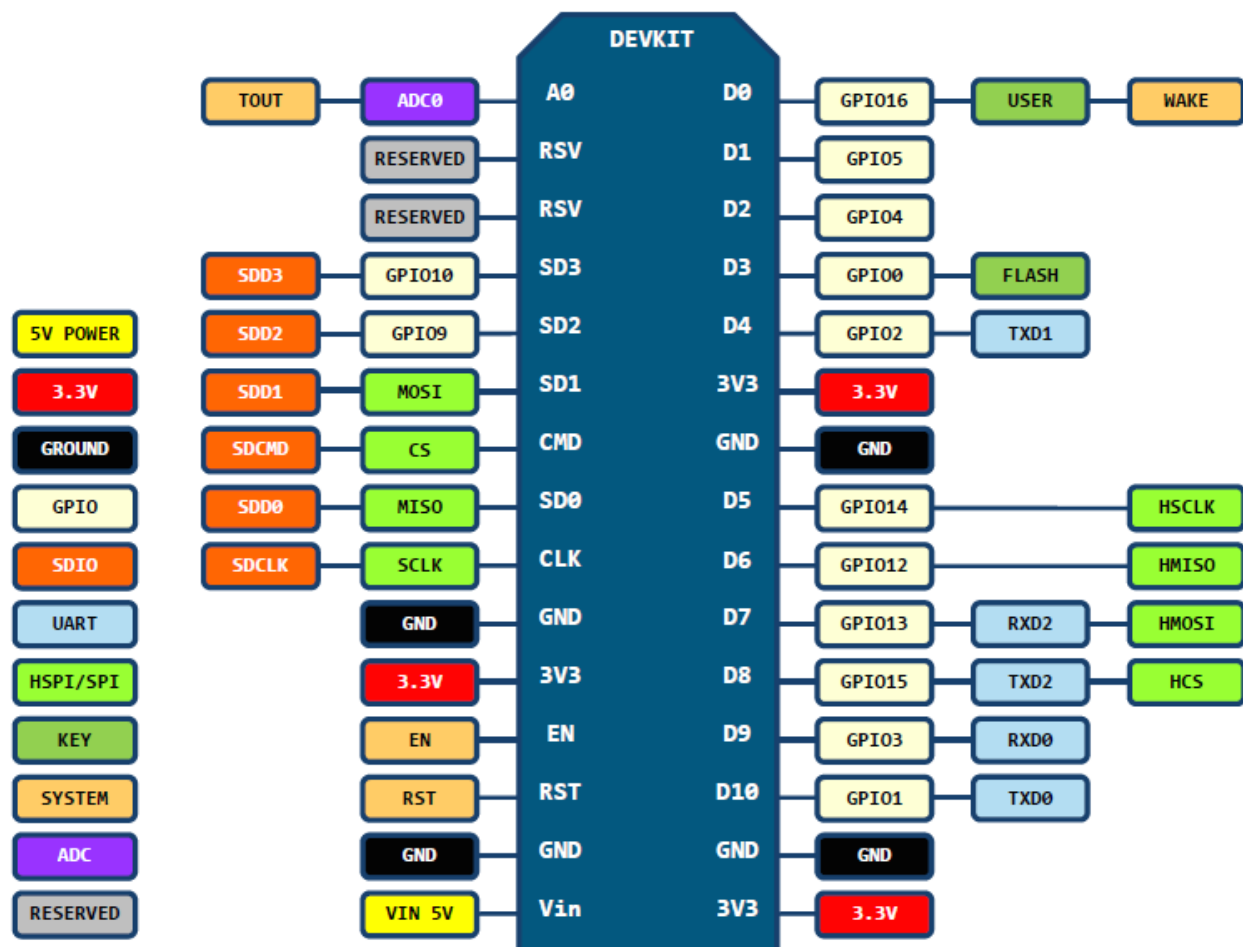 DEVKIT
TOUT ADC0 A0 D0 GPIO16 USER WAKE
RESERVED RSV D1 GPIO5
RESERVED RSV D2 GPIO4
SDD3 GPIO10 SD3 D3 GPIO0 FLASH
5V POWER SDD2 GPIO9 SD2 D4 GPIO2 TXD1
3.3V SDD1 MOSI SD1 3V3 3.3V
GROUND SDCMD CS CMD GND GND
GPIO SDD0 MISO SD0 D5 GPIO14 HSCLK
SDIO SDCLK SCLK CLK D6 GPIO12 HMISO
UART GND GND D7 GPIO13 RXD2 HMOSI
HSPI/SPI 3.3V 3V3 D8 GPIO15 TXD2 HCS
KEY EN EN D9 GPIO3 RXD0
SYSTEM RST RST D10 GPIO1 TXD0
ADC GND GND GND GND
RESERVED VIN 5V Vin 3V3 3.3V